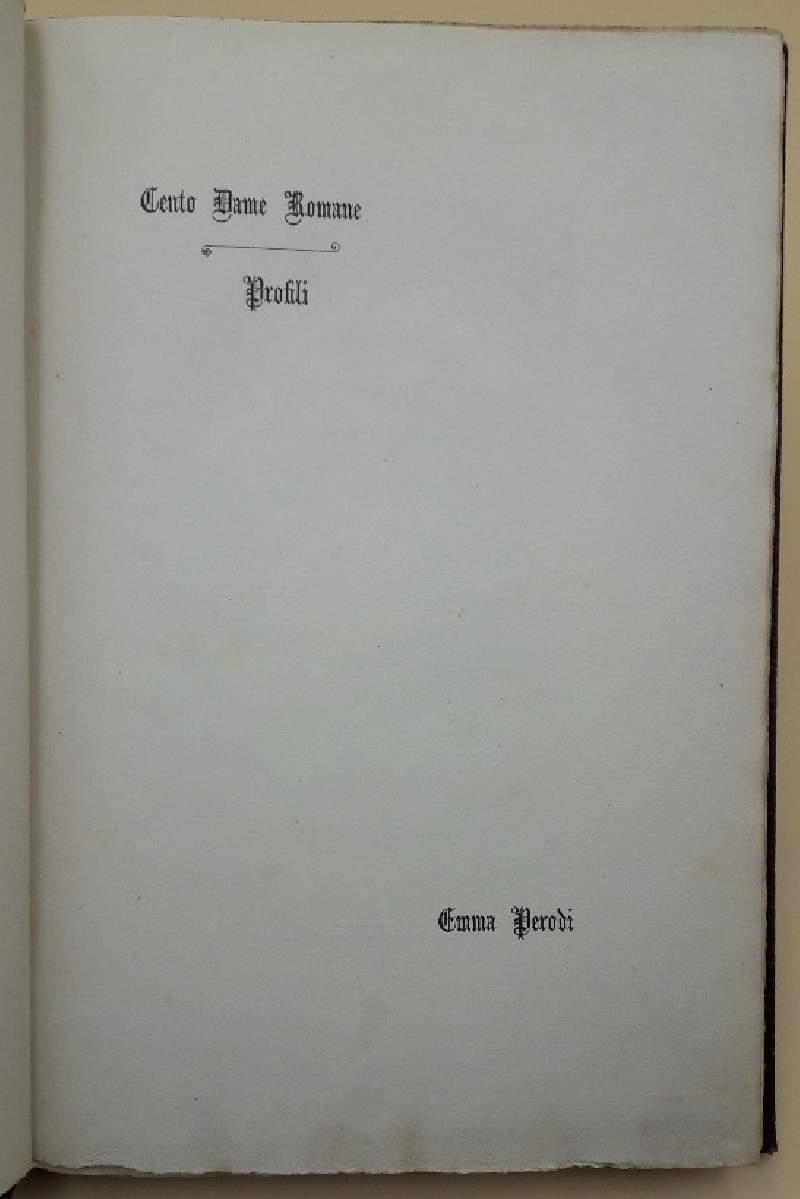 Cento Dame Romane
Profili
Emma Perodi